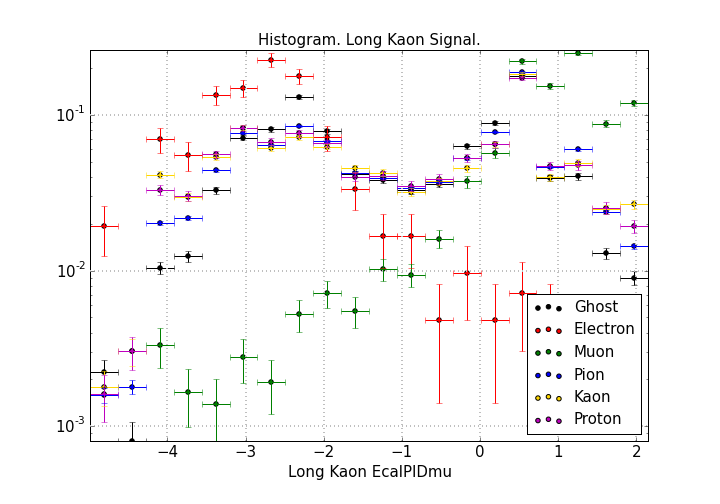 Histogram. Long Kaon Signal.
10^-1
10^-2
10^-3
Ghost
Electron
Muon
Pion
Kaon
Proton
−4 −3 −2 −1 0 1 2
Long Kaon EcalPIDmu